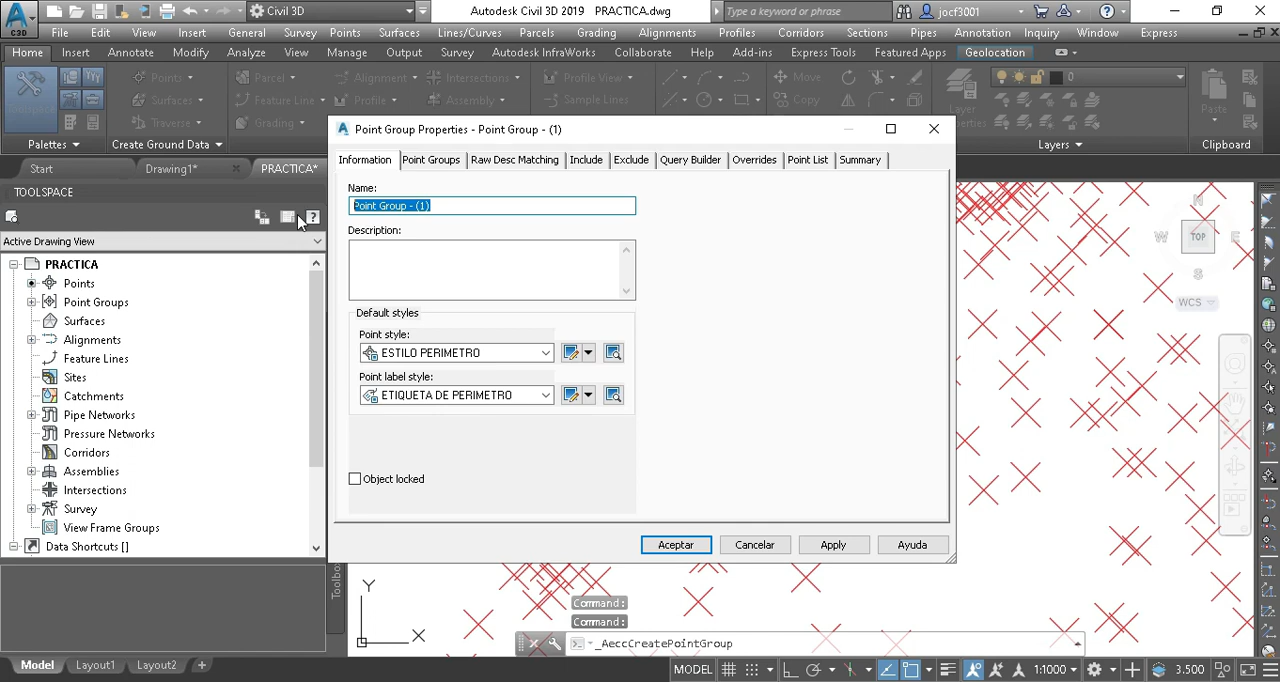 Civil 3D
Autodesk Civil 3D 2019 PRACTICA.dwg
Type a keyword or phrase
jocf3001
C3D
File Edit View Insert General Survey Points Surfaces Lines/Curves Parcels Grading Alignments Profiles Corridors Sections Pipes Annotation Inquiry Window Express
Home Insert Annotate Modify Analyze View Manage Output Survey Autodesk InfraWorks Collaborate Help Add-ins Express Tools Featured Apps Geolocation
Points Parcel Alignment Intersections Profile View Move 0
Surfaces Feature Line Profile Assembly Sample Lines Copy Layer Paste
Traverse Grading
Palettes Create Ground Data Layers Clipboard
Start Drawing1* PRACTICA*
TOOLSPACE
Active Drawing View
PRACTICA
Points
Point Groups
Surfaces
Alignments
Feature Lines
Sites
Catchments
Pipe Networks
Pressure Networks
Corridors
Assemblies
Intersections
Survey
View Frame Groups
Data Shortcuts []
Toolbo
Point Group Properties - Point Group - (1)
Information Point Groups Raw Desc Matching Include Exclude Query Builder Overrides Point List Summary
Name:
Point Group - (1)
Description:
Default styles
Point style:
ESTILO PERIMETRO
Point label style:
ETIQUETA DE PERIMETRO
Object locked
Aceptar Cancelar Apply Ayuda
N
W TOP E
S
WCS
Y
X
Command:
Command:
_AeccCreatePointGroup
Model Layout1 Layout2 +
MODEL 1:1000 3.500